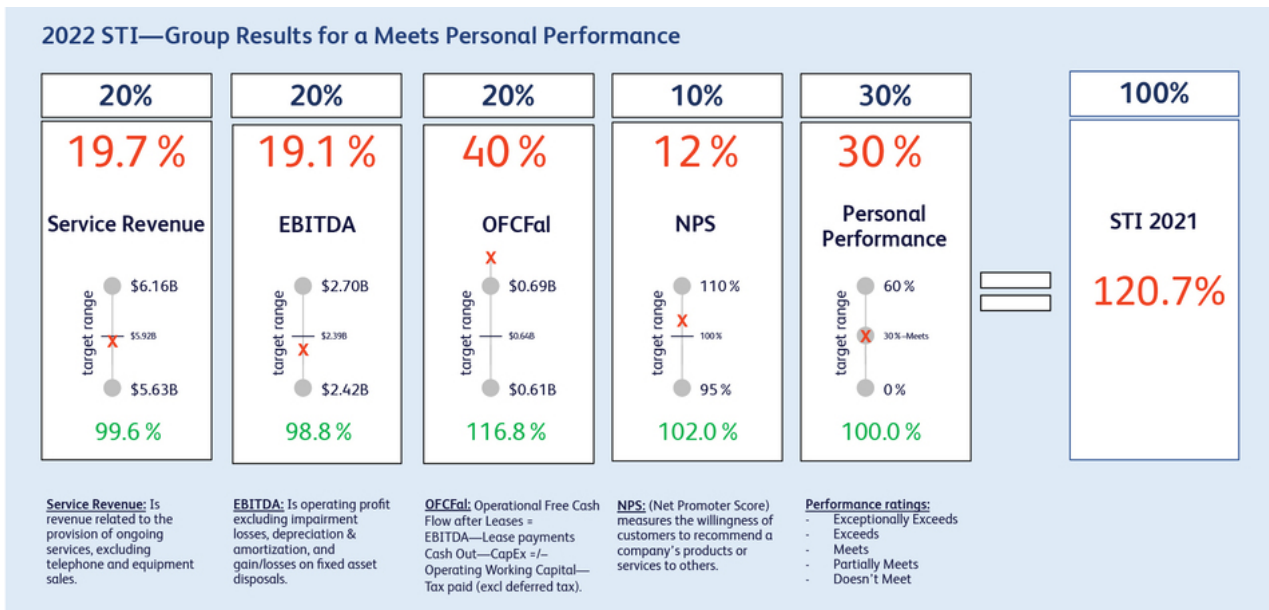 2022 STI—Group Results for a Meets Personal Performance
20%
19.7 %
Service Revenue
target range
$6.16B
X
$5.92B
$5.63B
99.6 %
20%
19.1 %
EBITDA
target range
$2.70B
$2.39B
X
$2.42B
98.8 %
20%
40 %
OFCFal
X
target range
$0.69B
$0.64B
$0.61B
116.8 %
10%
12 %
NPS
target range
110 %
X
100%
95 %
102.0 %
30%
30 %
Personal
Performance
target range
60 %
X
30%–Meets
0 %
100.0 %
100%
STI 2021
120.7%
Service Revenue: Is
revenue related to the
provision of ongoing
services, excluding
telephone and equipment
sales.
EBITDA: Is operating profit
excluding impairment
losses, depreciation &
amortization, and
gain/losses on fixed asset
disposals.
OFCFal: Operational Free Cash
Flow after Leases =
EBITDA—Lease payments
Cash Out—CapEx =/–
Operating Working Capital—
Tax paid (excl deferred tax).
NPS: (Net Promoter Score)
measures the willingness of
customers to recommend a
company's products or
services to others.
Performance ratings:
- Exceptionally Exceeds
- Exceeds
- Meets
- Partially Meets
- Doesn't Meet